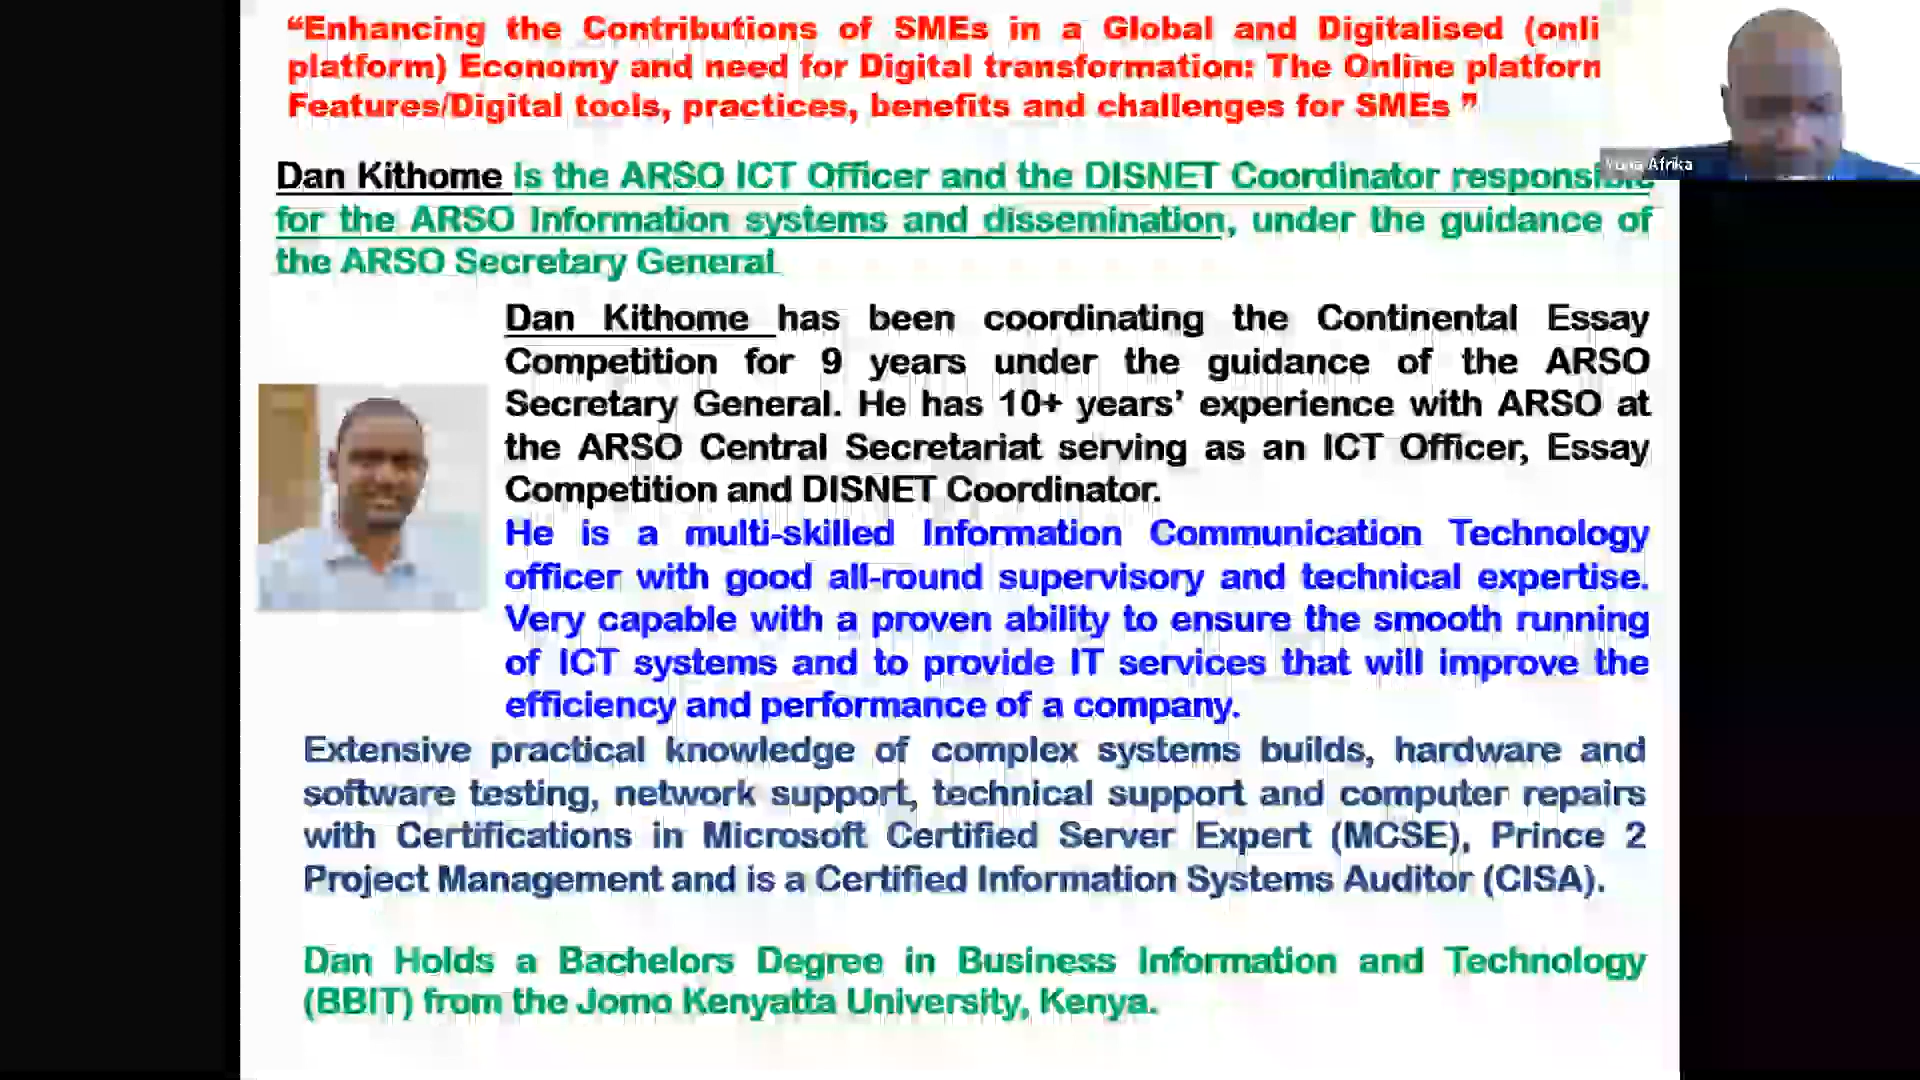 “Enhancing the Contributions of SMEs in a Global and Digitalised (onli
platform) Economy and need for Digital transformation: The Online platforn
Features/Digital tools, practices, benefits and challenges for SMEs ”
Afrika
Dan Kithome is the ARSO ICT Officer and the DISNET Coordinator responsible
for the ARSO Information systems and dissemination, under the guidance of
the ARSO Secretary General
Dan Kithome has been coordinating the Continental Essay
Competition for 9 years under the guidance of the ARSO
Secretary General. He has 10+ years’ experience with ARSO at
the ARSO Central Secretariat serving as an ICT Officer, Essay
Competition and DISNET Coordinator.
He is a multi-skilled Information Communication Technology
officer with good all-round supervisory and technical expertise.
Very capable with a proven ability to ensure the smooth running
of ICT systems and to provide IT services that will improve the
efficiency and performance of a company.
Extensive practical knowledge of complex systems builds, hardware and
software testing, network support, technical support and computer repairs
with Certifications in Microsoft Certified Server Expert (MCSE), Prince 2
Project Management and is a Certified Information Systems Auditor (CISA).
Dan Holds a Bachelors Degree in Business Information and Technology
(BBIT) from the Jomo Kenyatta University, Kenya.